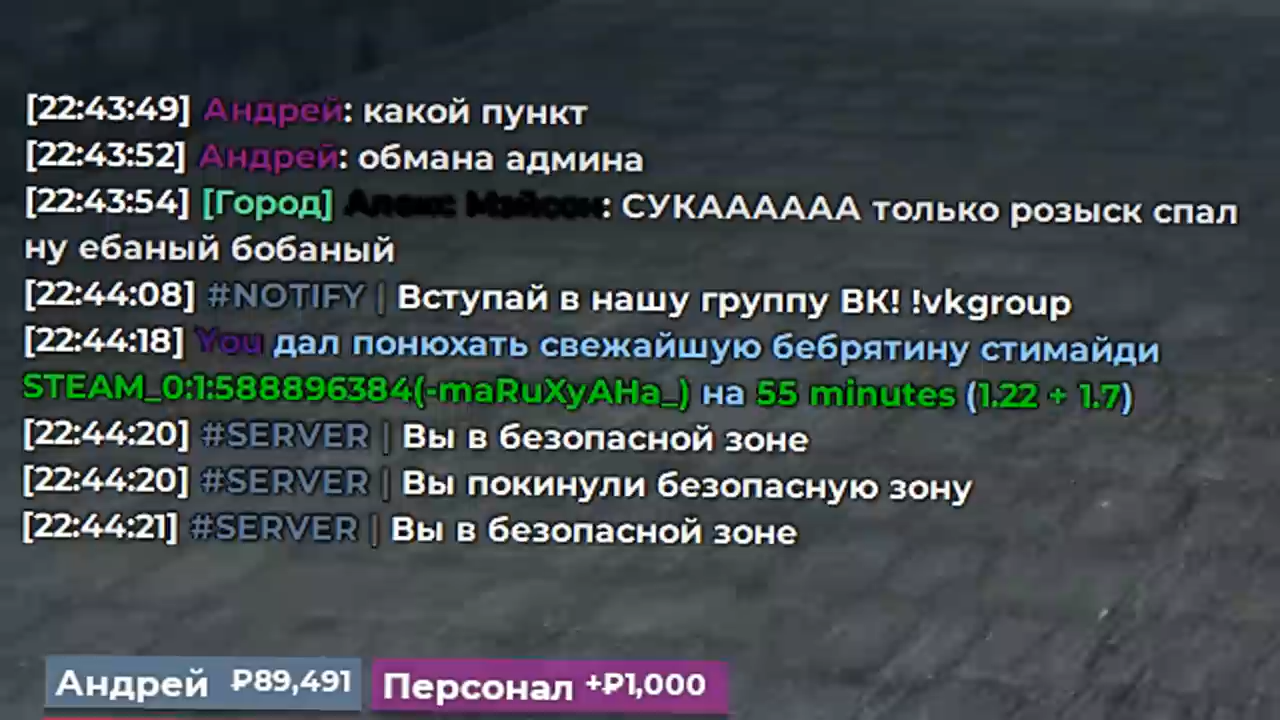 [22:43:49] Андрей: какой пункт
[22:43:52] Андрей: обмана админа
[22:43:54] [Город] Алекс Майсон: СУКАААААА только розыск спал
ну ебаный бобаный
[22:44:08] #NOTIFY | Вступай в нашу группу ВК! !vkgroup
[22:44:18] You дал понюхать свежайшую бебрятину стимайди
STEAM_0:1:588896384(-maRuXyAHa_) на 55 minutes (1.22 + 1.7)
[22:44:20] #SERVER | Вы в безопасной зоне
[22:44:20] #SERVER | Вы покинули безопасную зону
[22:44:21] #SERVER | Вы в безопасной зоне
Андрей ₽89,491 Персонал +₽1,000